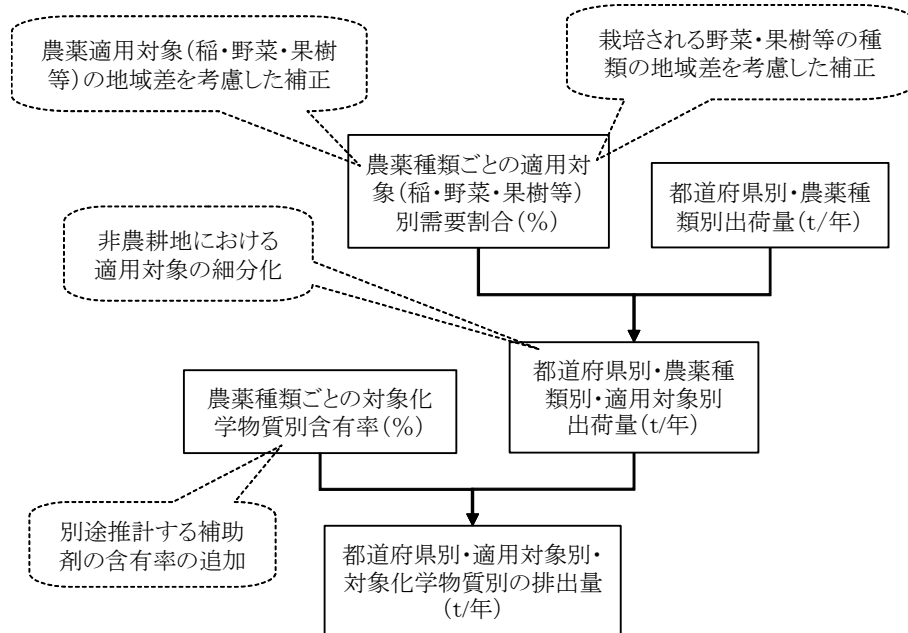 農薬適用対象(稲・野菜・果樹
等)の地域差を考慮した補正
栽培される野菜・果樹等の種
類の地域差を考慮した補正
農薬種類ごとの適用対
象(稲・野菜・果樹等)
別需要割合(%)
都道府県別・農薬種
類別出荷量(t/年)
非農耕地における
適用対象の細分化
都道府県別・農薬種
類別・適用対象別
出荷量(t/年)
農薬種類ごとの対象化
学物質別含有率(%)
別途推計する補助
剤の含有率の追加
都道府県別・適用対象別・
対象化学物質別の排出量
(t/年)